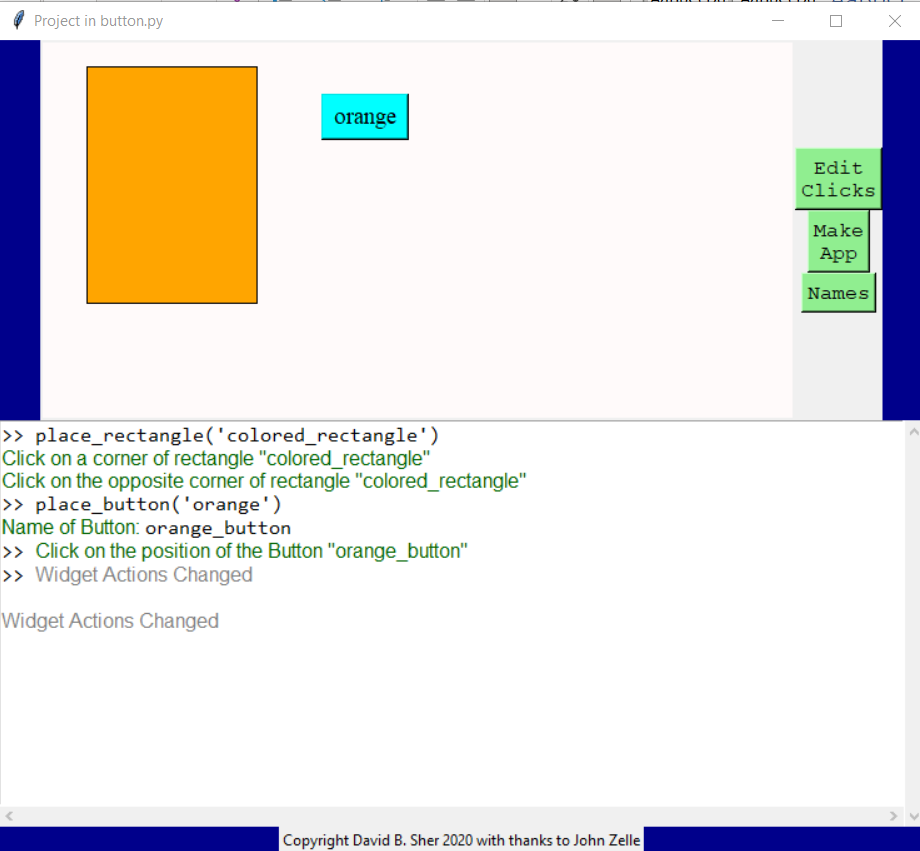 Project in button.py
orange
Edit
Clicks
Make
App
Names
>> place_rectangle('colored_rectangle')
Click on a corner of rectangle "colored_rectangle"
Click on the opposite corner of rectangle "colored_rectangle"
>> place_button('orange')
Name of Button: orange_button
>> Click on the position of the Button "orange_button"
>> Widget Actions Changed
Widget Actions Changed
Copyright David B. Sher 2020 with thanks to John Zelle